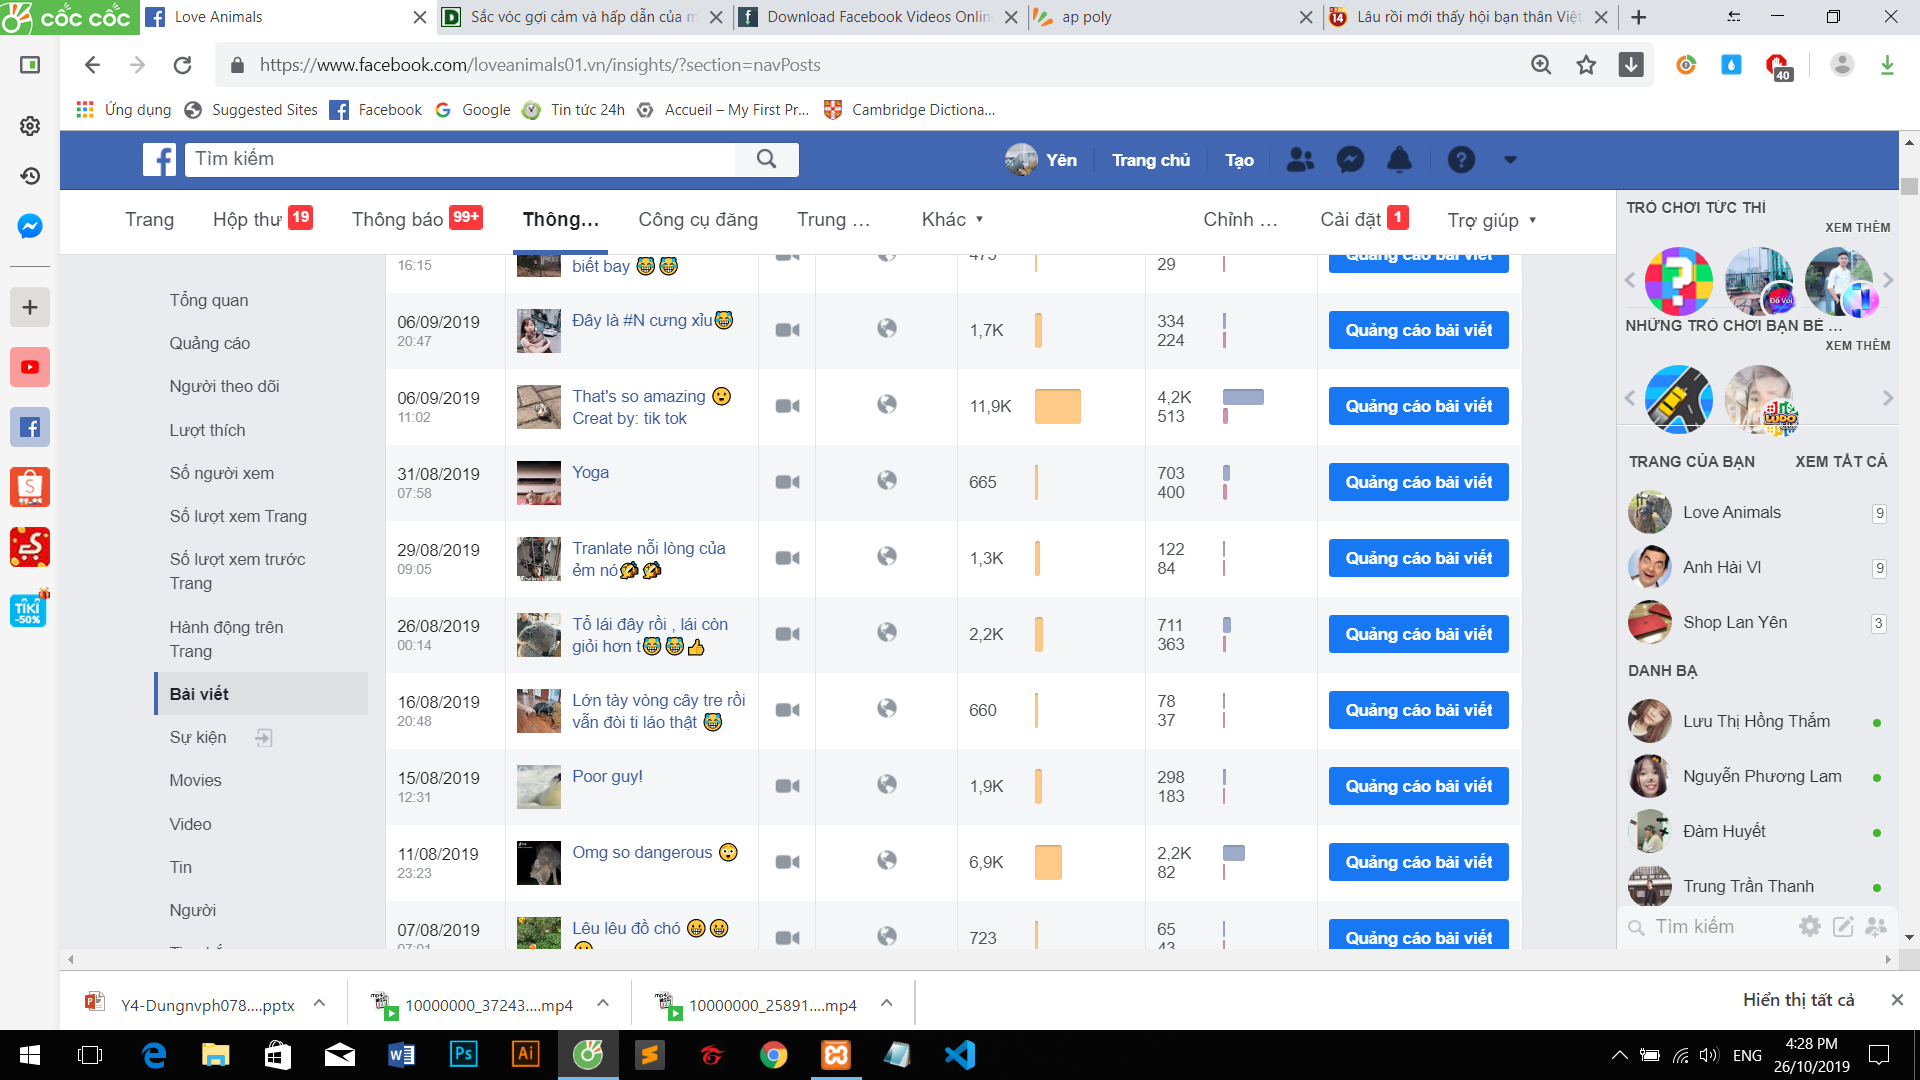 cốc cốc
Love Animals
Sắc vóc gợi cảm và hấp dẫn của m
Download Facebook Videos Onlin
ap poly
Lâu rồi mới thấy hội bạn thân Việt
https://www.facebook.com/loveanimals01.vn/insights/?section=navPosts
40
Ứng dụng
Suggested Sites
Facebook
Google
Tin tức 24h
Accueil – My First Pr...
Cambridge Dictiona...
Tìm kiếm
Yên
Trang chủ
Tạo
Trang
Hộp thư 19
Thông báo 99+
Thông...
Công cụ đăng
Trung ...
Khác
Chỉnh ...
Cài đặt 1
Trợ giúp
Tổng quan
Quảng cáo
Người theo dõi
Lượt thích
Số người xem
Số lượt xem Trang
Số lượt xem trước
Trang
Hành động trên
Trang
Bài viết
Sự kiện
Movies
Video
Tin
Người
16:15
biết bay 😹😹
473
29
Quảng cáo bài viết
06/09/2019
20:47
Đây là #N cưng xỉu😹
1,7K
334
224
Quảng cáo bài viết
06/09/2019
11:02
That's so amazing 😮
Creat by: tik tok
11,9K
4,2K
513
Quảng cáo bài viết
31/08/2019
07:58
Yoga
665
703
400
Quảng cáo bài viết
29/08/2019
09:05
Tranlate nỗi lòng của
ẻm nó🤣🤣
1,3K
122
84
Quảng cáo bài viết
26/08/2019
00:14
Tổ lái đây rồi , lái còn
giỏi hơn t😹😹👍
2,2K
711
363
Quảng cáo bài viết
16/08/2019
20:48
Lớn tày vòng cây tre rồi
vẫn đòi ti láo thật 😹
660
78
37
Quảng cáo bài viết
15/08/2019
12:31
Poor guy!
1,9K
298
183
Quảng cáo bài viết
11/08/2019
23:23
Omg so dangerous 😮
6,9K
2,2K
82
Quảng cáo bài viết
07/08/2019
07:01
Lêu lêu đồ chó 😀😀
723
65
43
Quảng cáo bài viết
TRÒ CHƠI TỨC THÌ
XEM THÊM
Đố Vui
NHỮNG TRÒ CHƠI BẠN BÈ ...
XEM THÊM
LUDO
TRANG CỦA BẠN
XEM TẤT CẢ
Love Animals 9
Anh Hài Vl 9
Shop Lan Yên 3
DANH BẠ
Lưu Thị Hồng Thắm
Nguyễn Phương Lam
Đàm Huyết
Trung Trần Thanh
Tìm kiếm
TIKI
-50%
Y4-Dungnvph078....pptx
10000000_37243....mp4
10000000_25891....mp4
Hiển thị tất cả
Ps
Ai
ENG
4:28 PM
26/10/2019